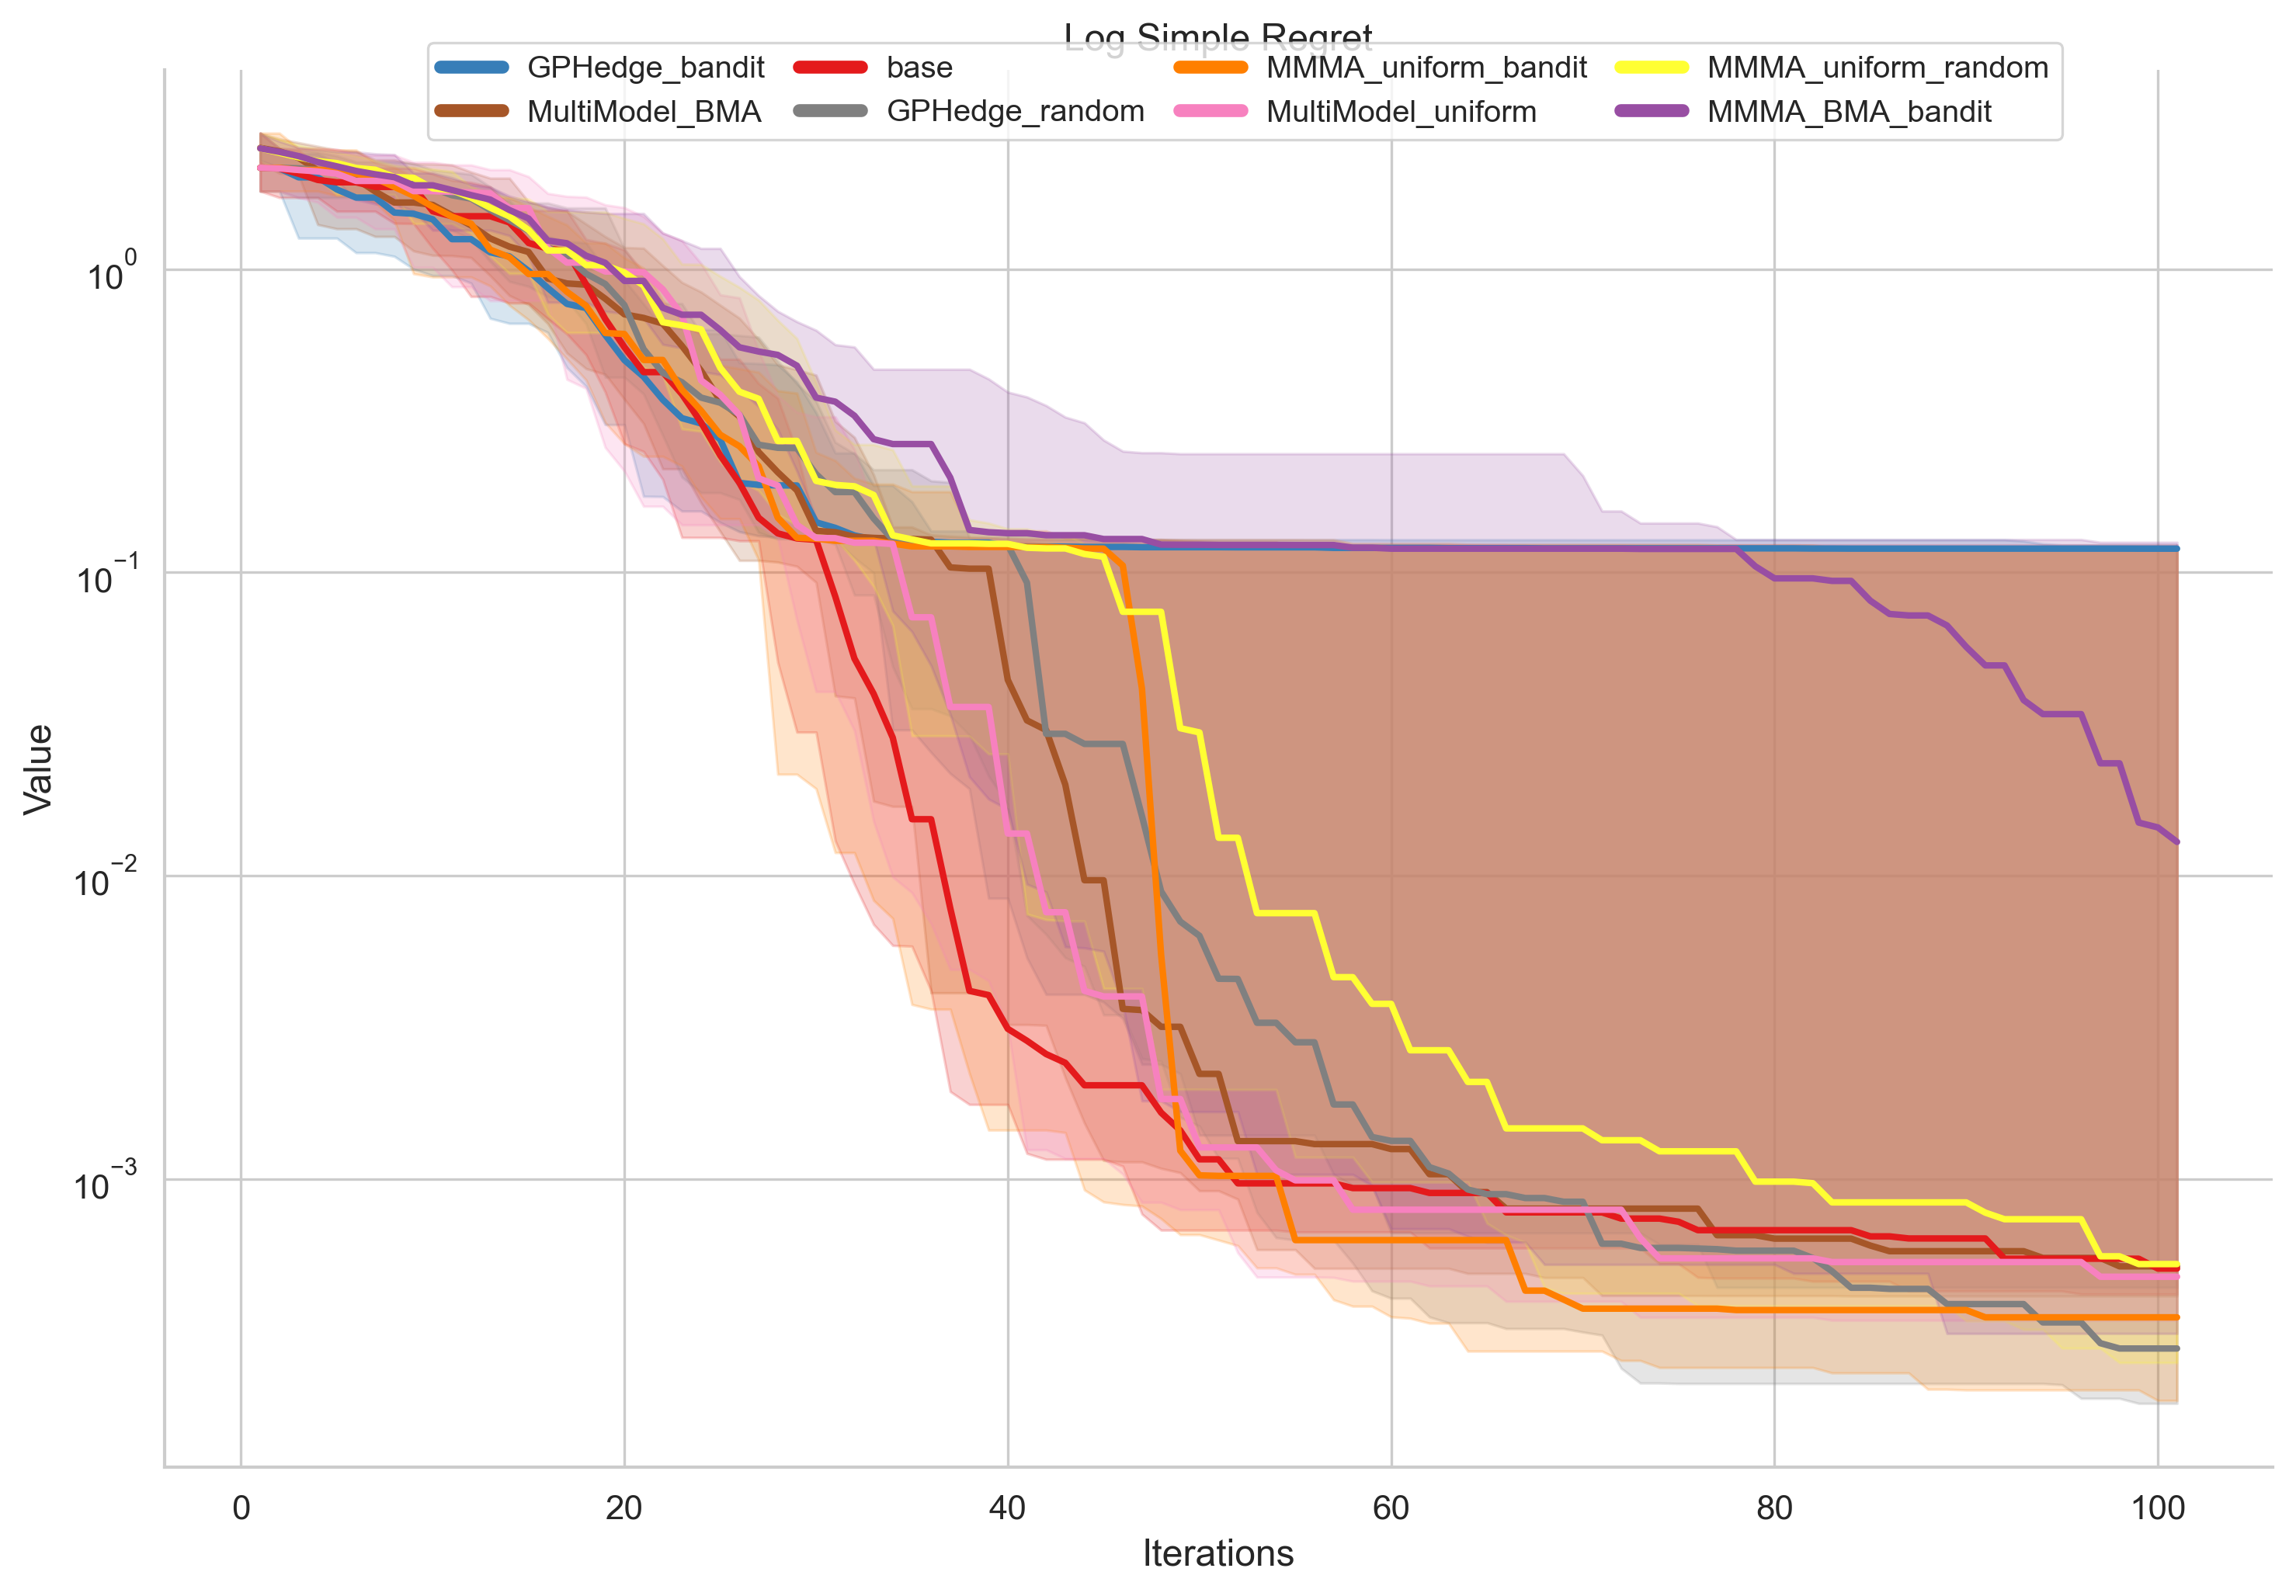 Log Simple Regret
GPHedge_bandit base MMMA_uniform_bandit MMMA_uniform_random
MultiModel_BMA GPHedge_random MultiModel_uniform MMMA_BMA_bandit
10^0
10^−1
10^−2
10^−3
Value
0 20 40 60 80 100
Iterations